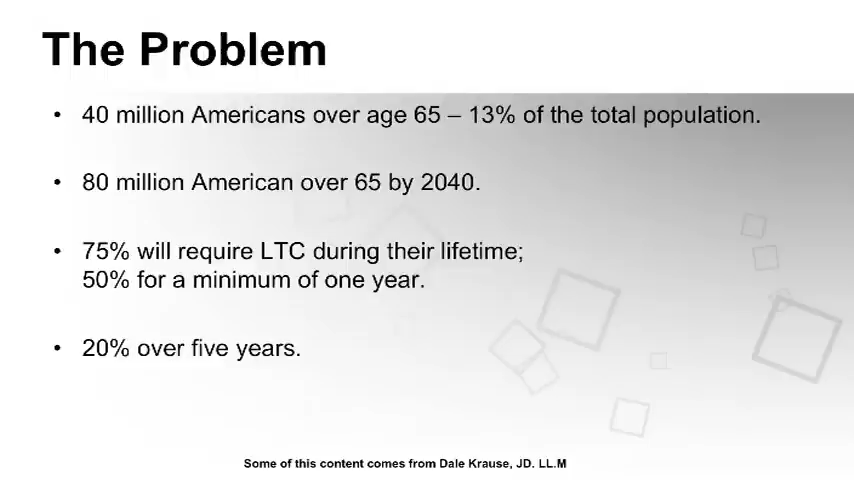 The Problem
• 40 million Americans over age 65 – 13% of the total population.
• 80 million American over 65 by 2040.
• 75% will require LTC during their lifetime;
50% for a minimum of one year.
• 20% over five years.
Some of this content comes from Dale Krause, JD. LL.M